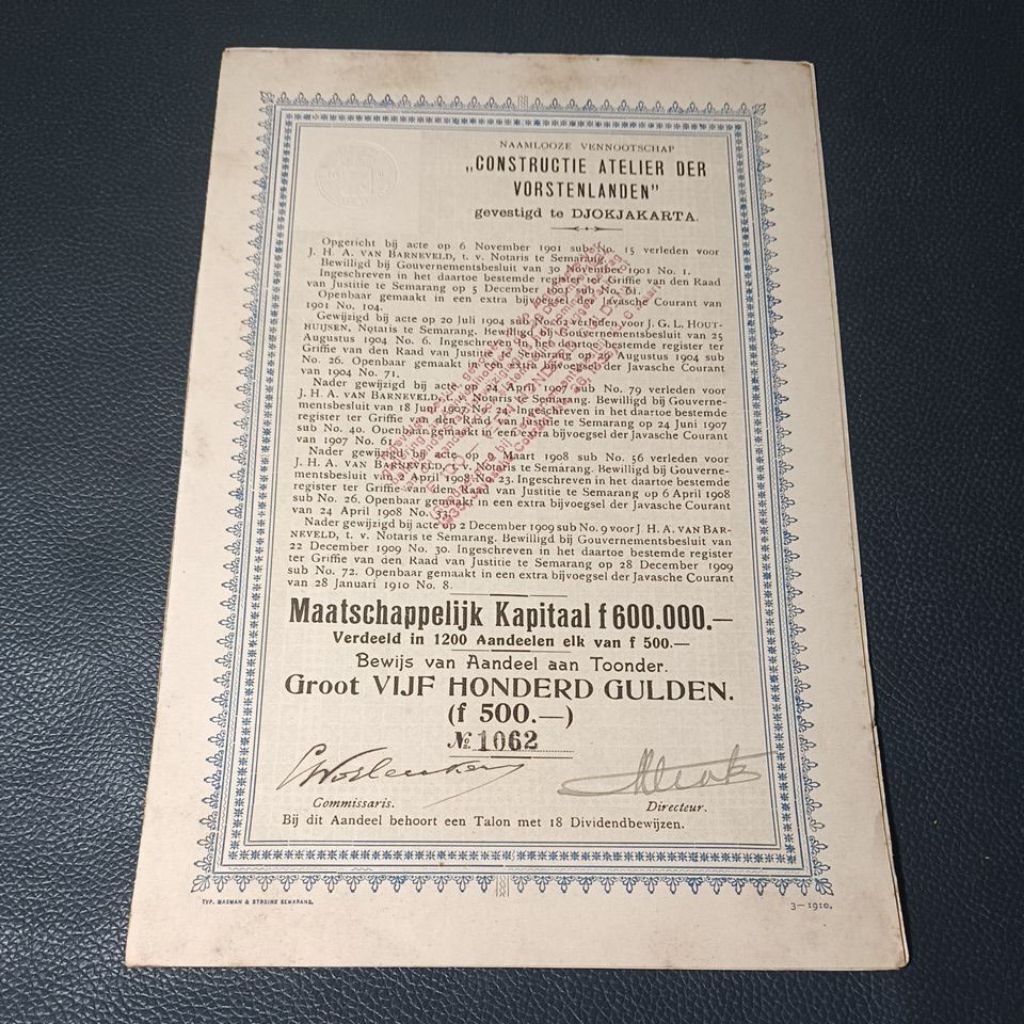 NAAMLOOZE VENNOOTSCHAP
„CONSTRUCTIE ATELIER DER
VORSTENLANDEN"
gevestigd te DJOKJAKARTA.
Opgericht bij acte op 6 November 1901 sub No. 15 verleden voor
J. H. A. VAN BARNEVELD, t. v. Notaris te Semarang.
Bewilligd bij Gouvernementsbesluit van 30 November 1901 No. 1.
Ingeschreven in het daartoe bestemde register ter Griffie van den Raad
van Justitie te Semarang op 5 December 1901 sub No. 61.
Openbaar gemaakt in een extra bijvoegsel der Javasche Courant van
1901 No. 104.
Gewijzigd bij acte op 20 Juli 1904 sub No. 62 verleden voor J. G. L. HOUT-
HUIJSEN, Notaris te Semarang. Bewilligd bij Gouvernementsbesluit van 25
Augustus 1904 No. 6. Ingeschreven in het daartoe bestemde register ter
Griffie van den Raad van Justitie te Semarang op 29 Augustus 1904 sub
No. 26. Openbaar gemaakt in een extra bijvoegsel der Javasche Courant
van 1904 No. 71.
Nader gewijzigd bij acte op 24 April 1907 sub No. 79 verleden voor
J. H. A. VAN BARNEVELD, t. v. Notaris te Semarang. Bewilligd bij Gouverne-
mentsbesluit van 18 Juni 1907 No. 24. Ingeschreven in het daartoe bestemde
register ter Griffie van den Raad van Justitie te Semarang op 24 Juni 1907
sub No. 40. Openbaar gemaakt in een extra bijvoegsel der Javasche Courant
van 1907 No. 61.
Nader gewijzigd bij acte op 2 Maart 1908 sub No. 56 verleden voor
J. H. A. VAN BARNEVELD, t. v. Notaris te Semarang. Bewilligd bij Gouverne-
mentsbesluit van 2 April 1908 No. 23. Ingeschreven in het daartoe bestemde
register ter Griffie van den Raad van Justitie te Semarang op 6 April 1908
sub No. 26, Openbaar gemaakt in een extra bijvoegsel der Javasche Courant
van 24 April 1908 No. 33.
Nader gewijzigd bij acte op 2 December 1909 sub No. 9 voor J. H. A. VAN BAR-
NEVELD, t. v. Notaris te Semarang. Bewilligd bij Gouvernementsbesluit van
22 December 1909 No. 30. Ingeschreven in het daartoe bestemde register
ter Griffie van den Raad van Justitie te Semarang op 28 December 1909
sub No. 72. Openbaar gemaakt in een extra bijvoegsel der Javasche Courant
van 28 Januari 1910 No. 8.
Maatschappelijk Kapitaal f 600.000.—
Verdeeld in 1200 Aandeelen elk van f 500.—
Bewijs van Aandeel aan Toonder.
Groot VIJF HONDERD GULDEN.
(f 500.—)
№ 1062
Commissaris. Directeur.
Bij dit Aandeel behoort een Talon met 18 Dividendbewijzen.
TYP. MASMAN & STROINK SEMARANG. 3—1910.